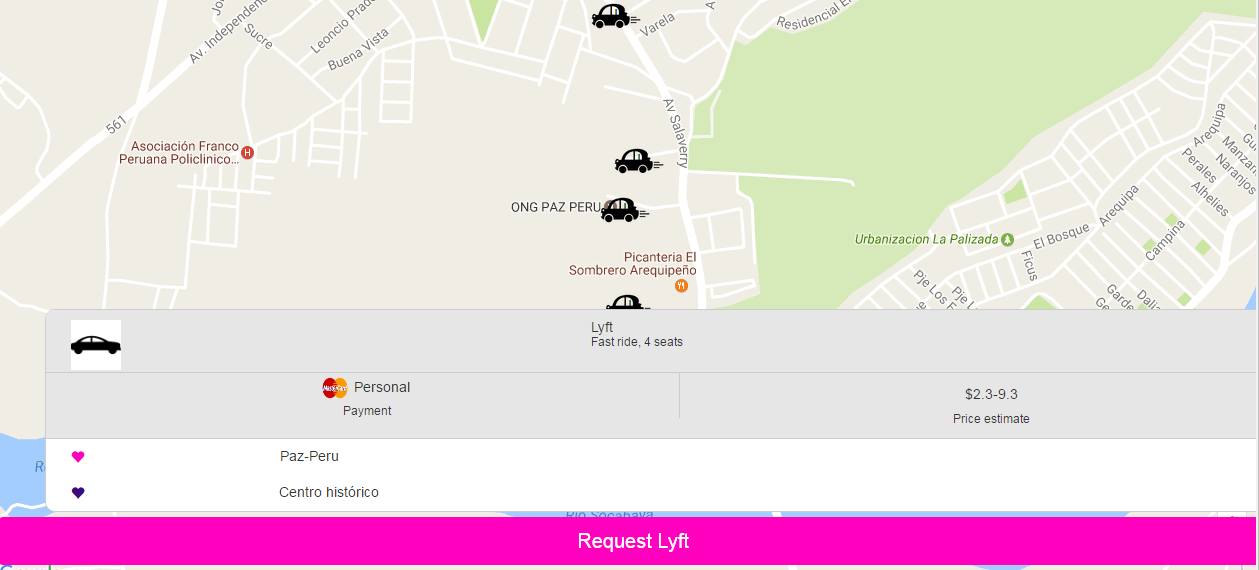 Av. Independencia
Sucre
Leoncio Prado
Buena Vista
Varela
Residencial El
561
Av Salaverry
Asociación Franco
Peruana Policlinico...
H
ONG PAZ PERU
Picanteria El
Sombrero Arequipeño
Urbanizacion La Palizada
El Bosque
Arequipa
Arequipa
Perales
Manzanos
Naranjos
Alhelies
Campina
Ficus
Pje Los
Pje L
Dalia
Lyft
Fast ride, 4 seats
MasterCard
Personal
Payment
$2.3-9.3
Price estimate
Paz-Peru
Centro histórico
Río Socabaya
Request Lyft